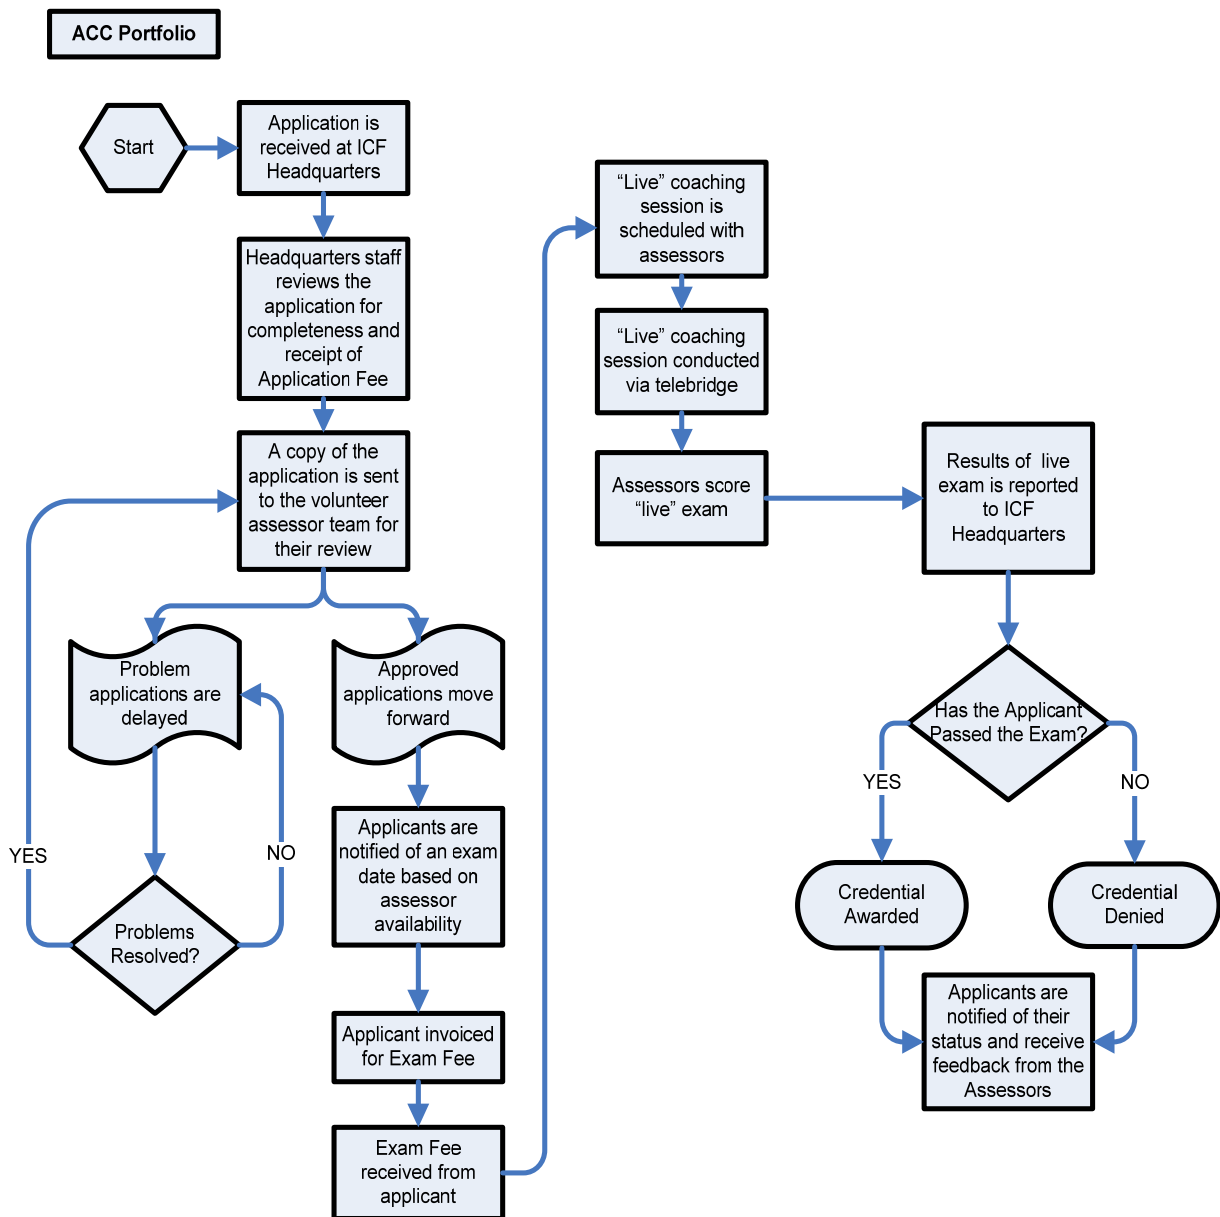 ACC Portfolio
Start
Application is
received at ICF
Headquarters
Headquarters staff
reviews the
application for
completeness and
receipt of
Application Fee
A copy of the
application is sent
to the volunteer
assessor team for
their review
Problem
applications are
delayed
Approved
applications move
forward
YES
NO
Problems
Resolved?
Applicants are
notified of an exam
date based on
assessor
availability
Applicant invoiced
for Exam Fee
Exam Fee
received from
applicant
“Live” coaching
session is
scheduled with
assessors
“Live” coaching
session conducted
via telebridge
Assessors score
“live” exam
Results of live
exam is reported
to ICF
Headquarters
Has the Applicant
Passed the Exam?
YES
NO
Credential
Awarded
Credential
Denied
Applicants are
notified of their
status and receive
feedback from the
Assessors